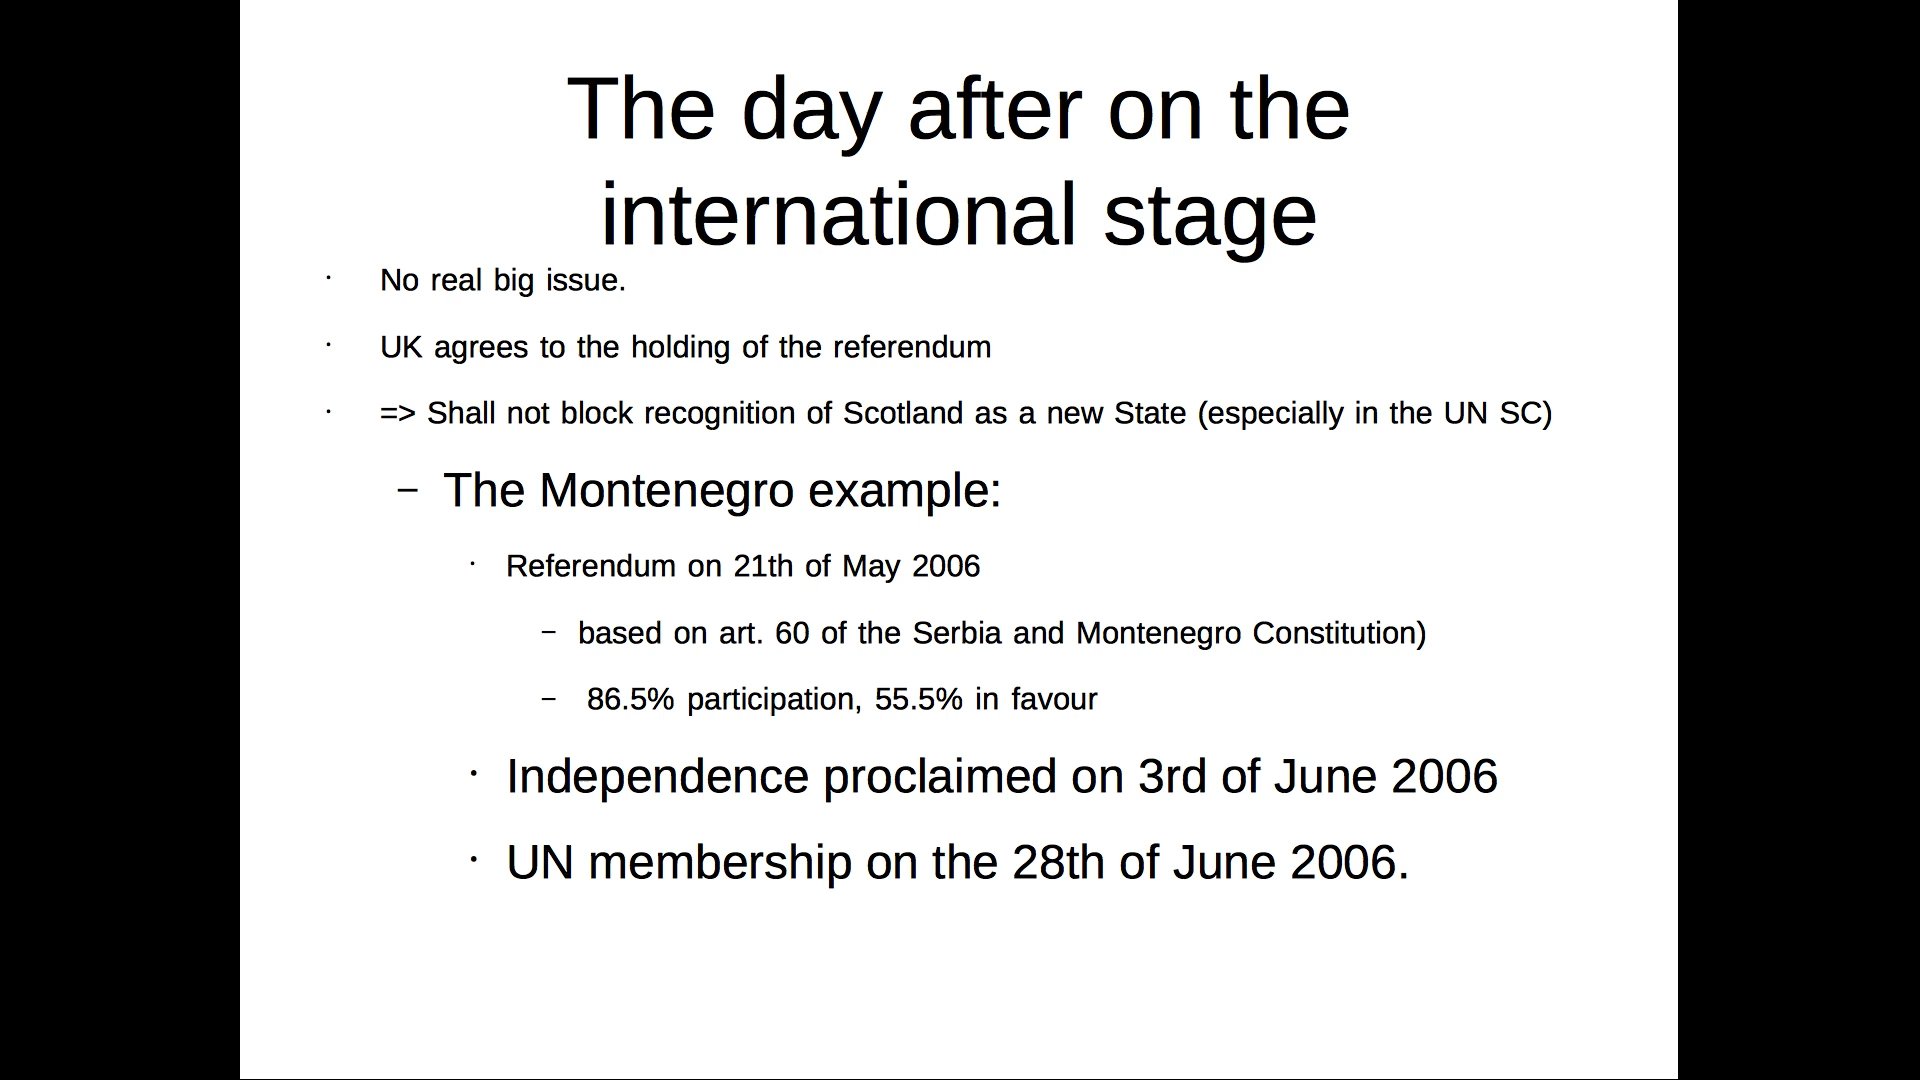 The day after on the
international stage
· No real big issue.
· UK agrees to the holding of the referendum
· => Shall not block recognition of Scotland as a new State (especially in the UN SC)
– The Montenegro example:
· Referendum on 21th of May 2006
– based on art. 60 of the Serbia and Montenegro Constitution)
– 86.5% participation, 55.5% in favour
· Independence proclaimed on 3rd of June 2006
· UN membership on the 28th of June 2006.